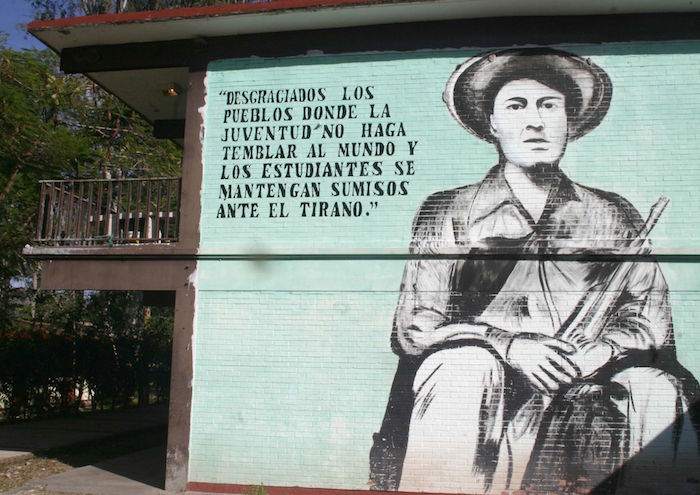 "DESGRACIADOS LOS
PUEBLOS DONDE LA
JUVENTUD NO HAGA
TEMBLAR AL MUNDO Y
LOS ESTUDIANTES SE
MANTENGAN SUMISOS
ANTE EL TIRANO."